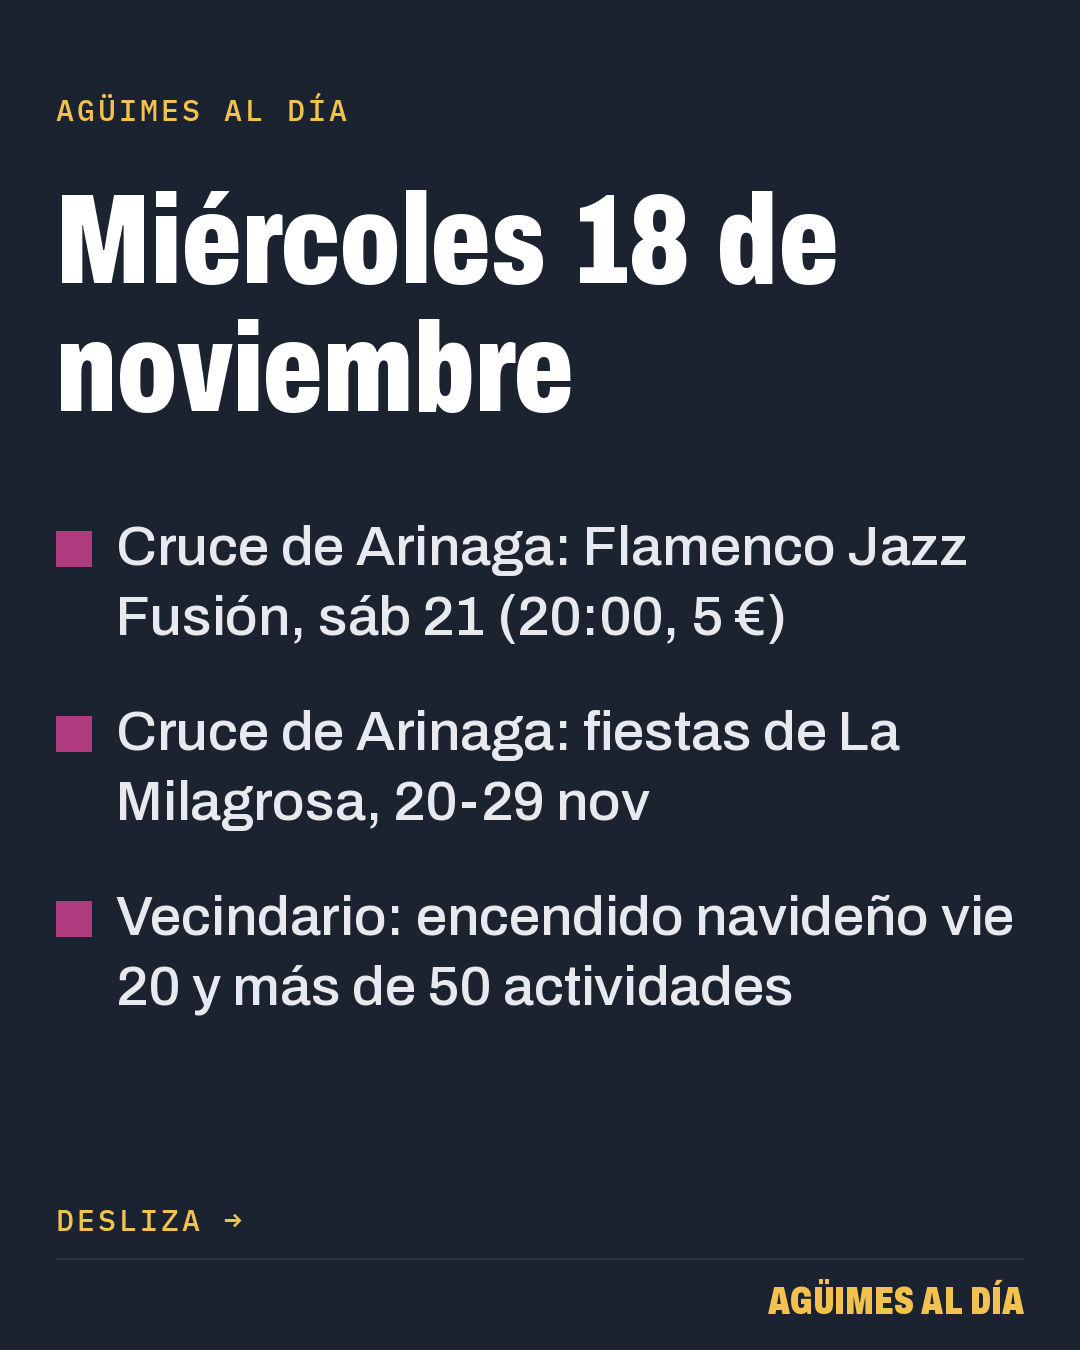 AGÜIMES AL DÍA
Miércoles 18 de
noviembre
Cruce de Arinaga: Flamenco Jazz
Fusión, sáb 21 (20:00, 5 €)
Cruce de Arinaga: fiestas de La
Milagrosa, 20-29 nov
Vecindario: encendido navideño vie
20 y más de 50 actividades
DESLIZA →
AGÜIMES AL DÍA